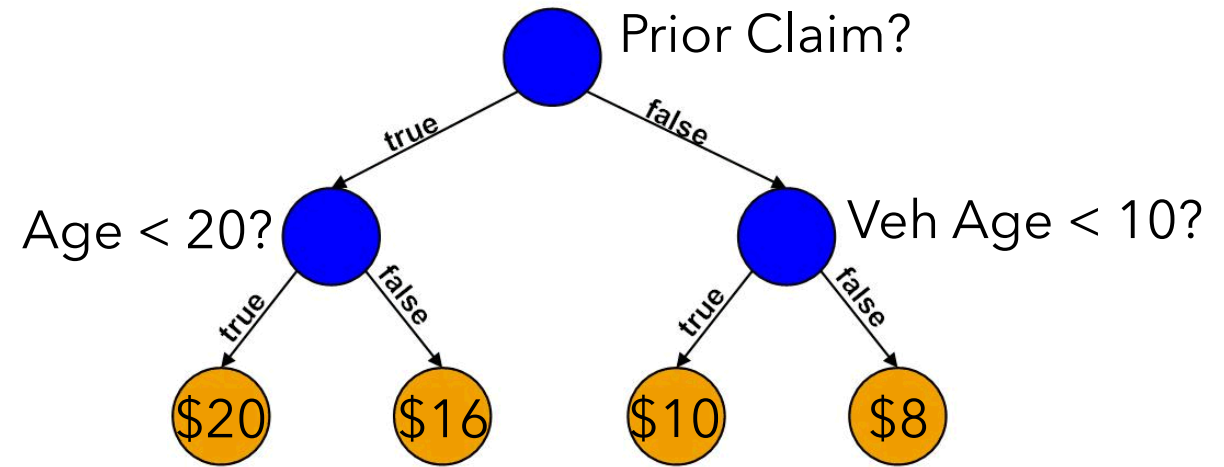 Prior Claim?
true
false
Age < 20?
Veh Age < 10?
true
false
true
false
$20
$16
$10
$8